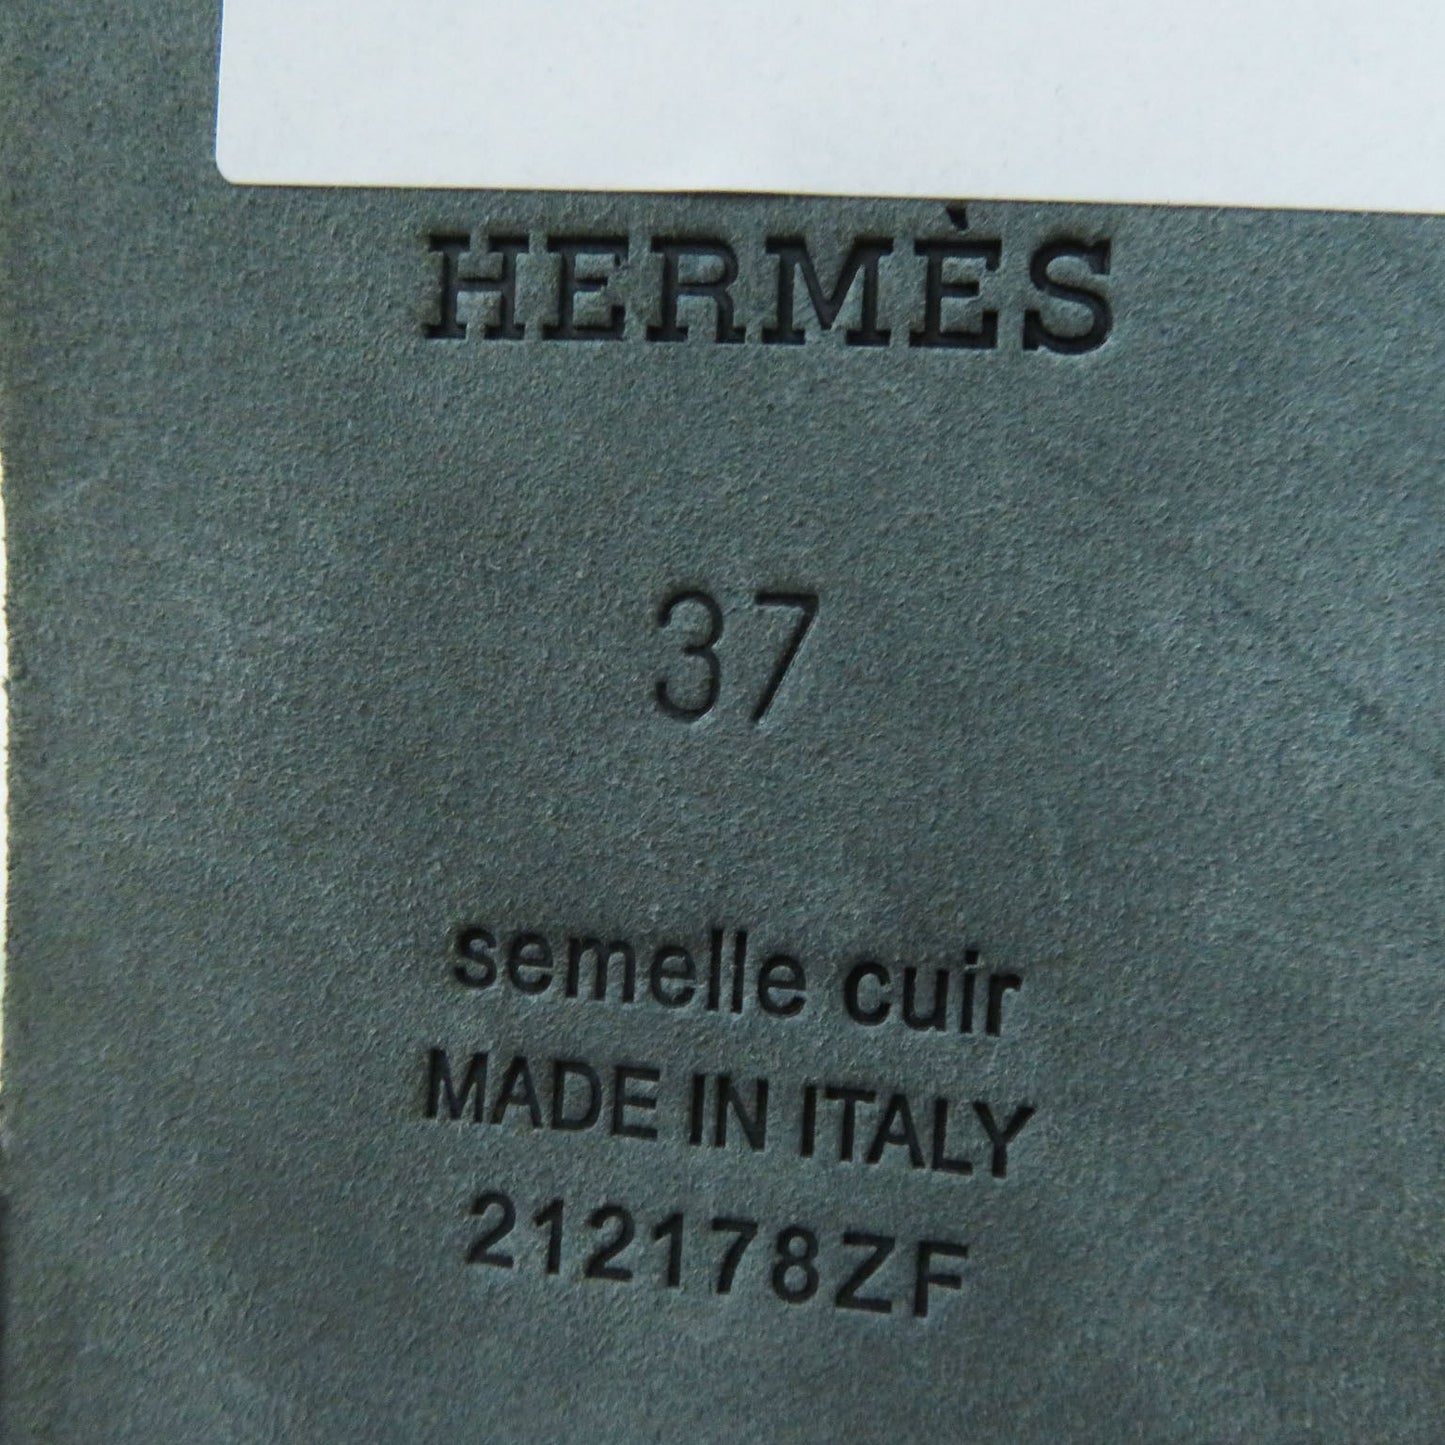 HERMÈS
37
semelle cuir
MADE IN ITALY
212178ZF